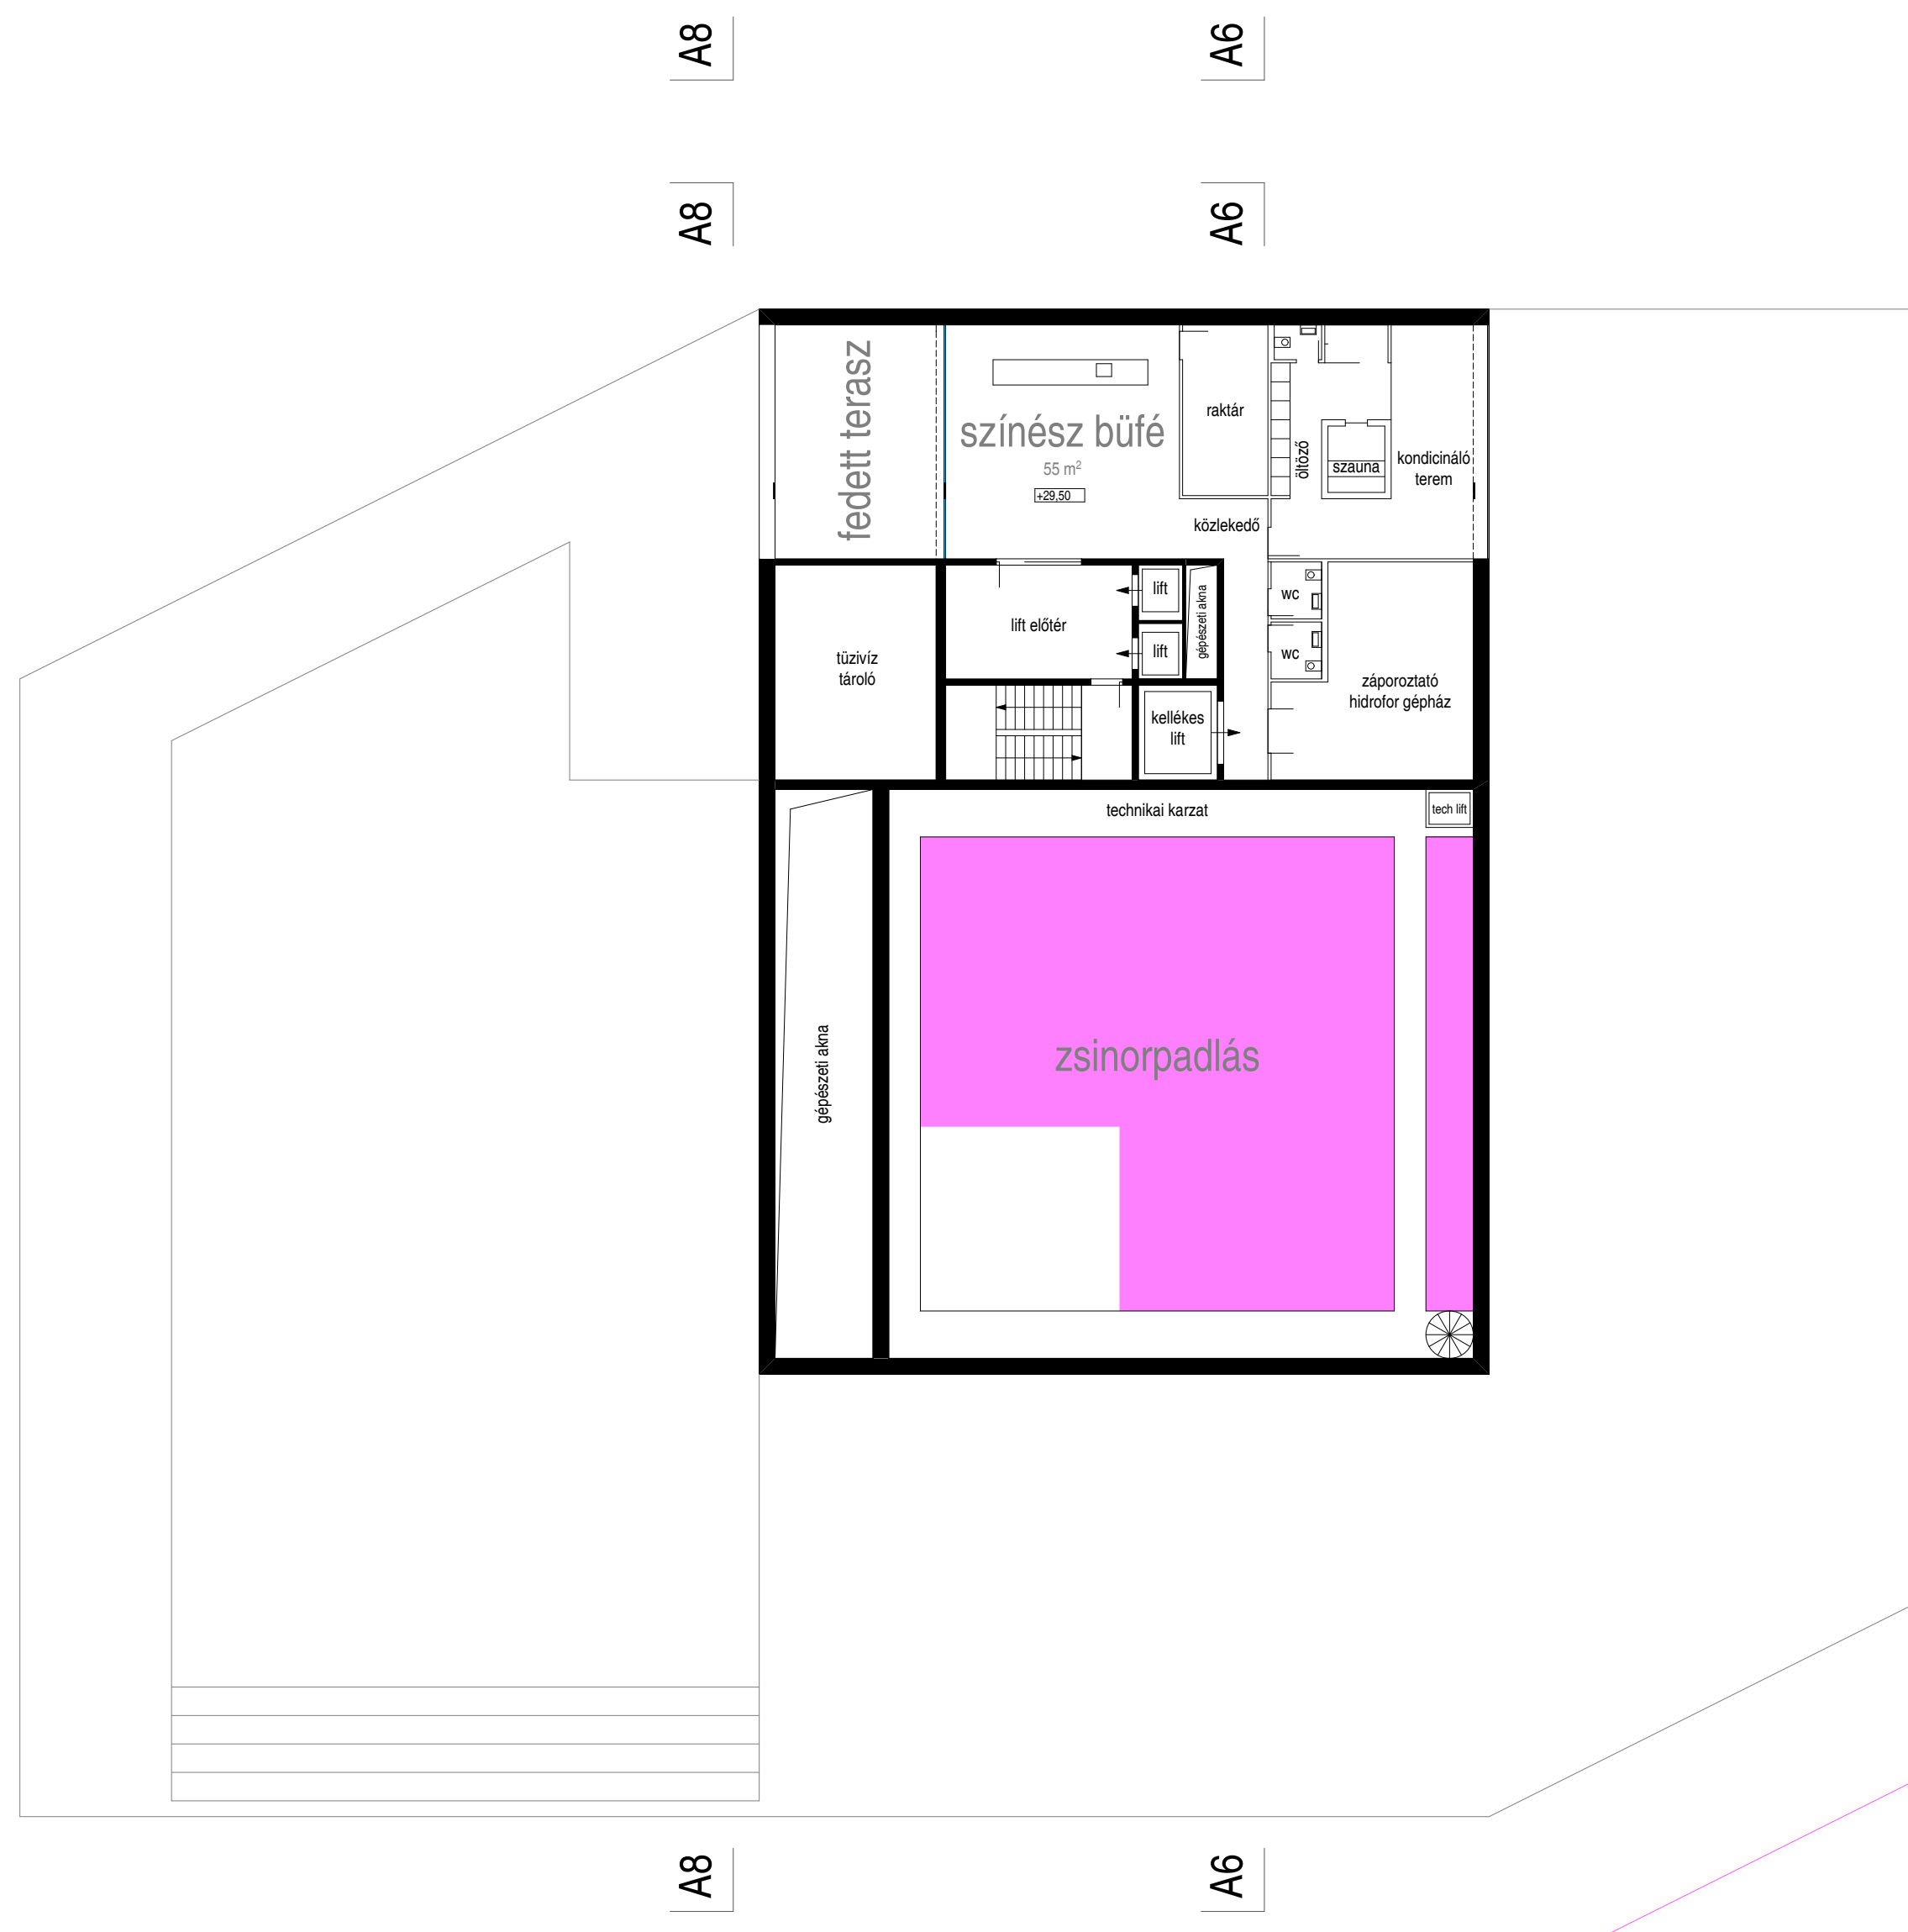 A8
A6
A8
A6
fedett terasz
színész büfé
55 m²
+29,50
raktár
öltöző
szauna
kondicináló
terem
közlekedő
lift
gépészeti akna
wc
lift előtér
lift
wc
tüzivíz
tároló
záporoztató
hidrofor gépház
kellékes
lift
technikai karzat
tech lift
zsinorpadlás
gépészeti akna
A8
A6